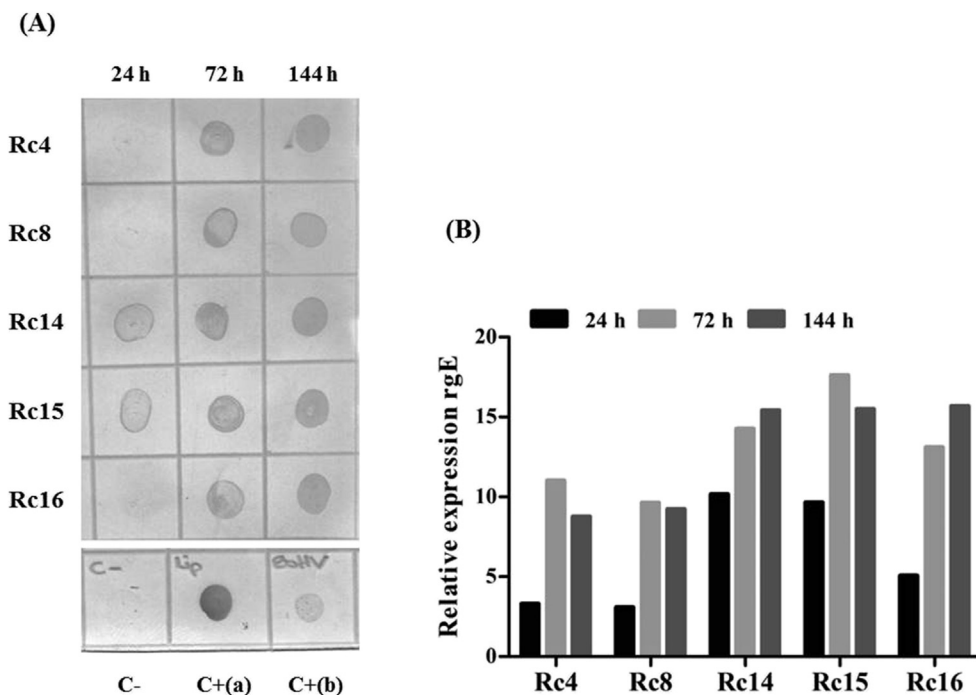 (A)
24 h 72 h 144 h
Rc4
Rc8
Rc14
Rc15
Rc16
C- Lip BoHV
C- C+(a) C+(b)
(B)
24 h 72 h 144 h
Relative expression rgE
20
15
10
5
0
Rc4 Rc8 Rc14 Rc15 Rc16